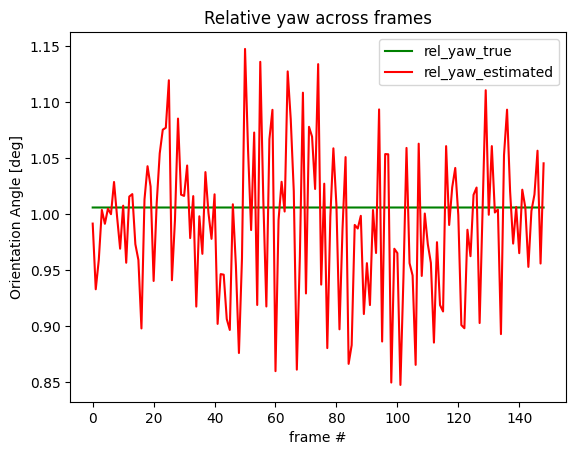 Relative yaw across frames
rel_yaw_true
rel_yaw_estimated
Orientation Angle [deg]
1.15
1.10
1.05
1.00
0.95
0.90
0.85
0 20 40 60 80 100 120 140
frame #